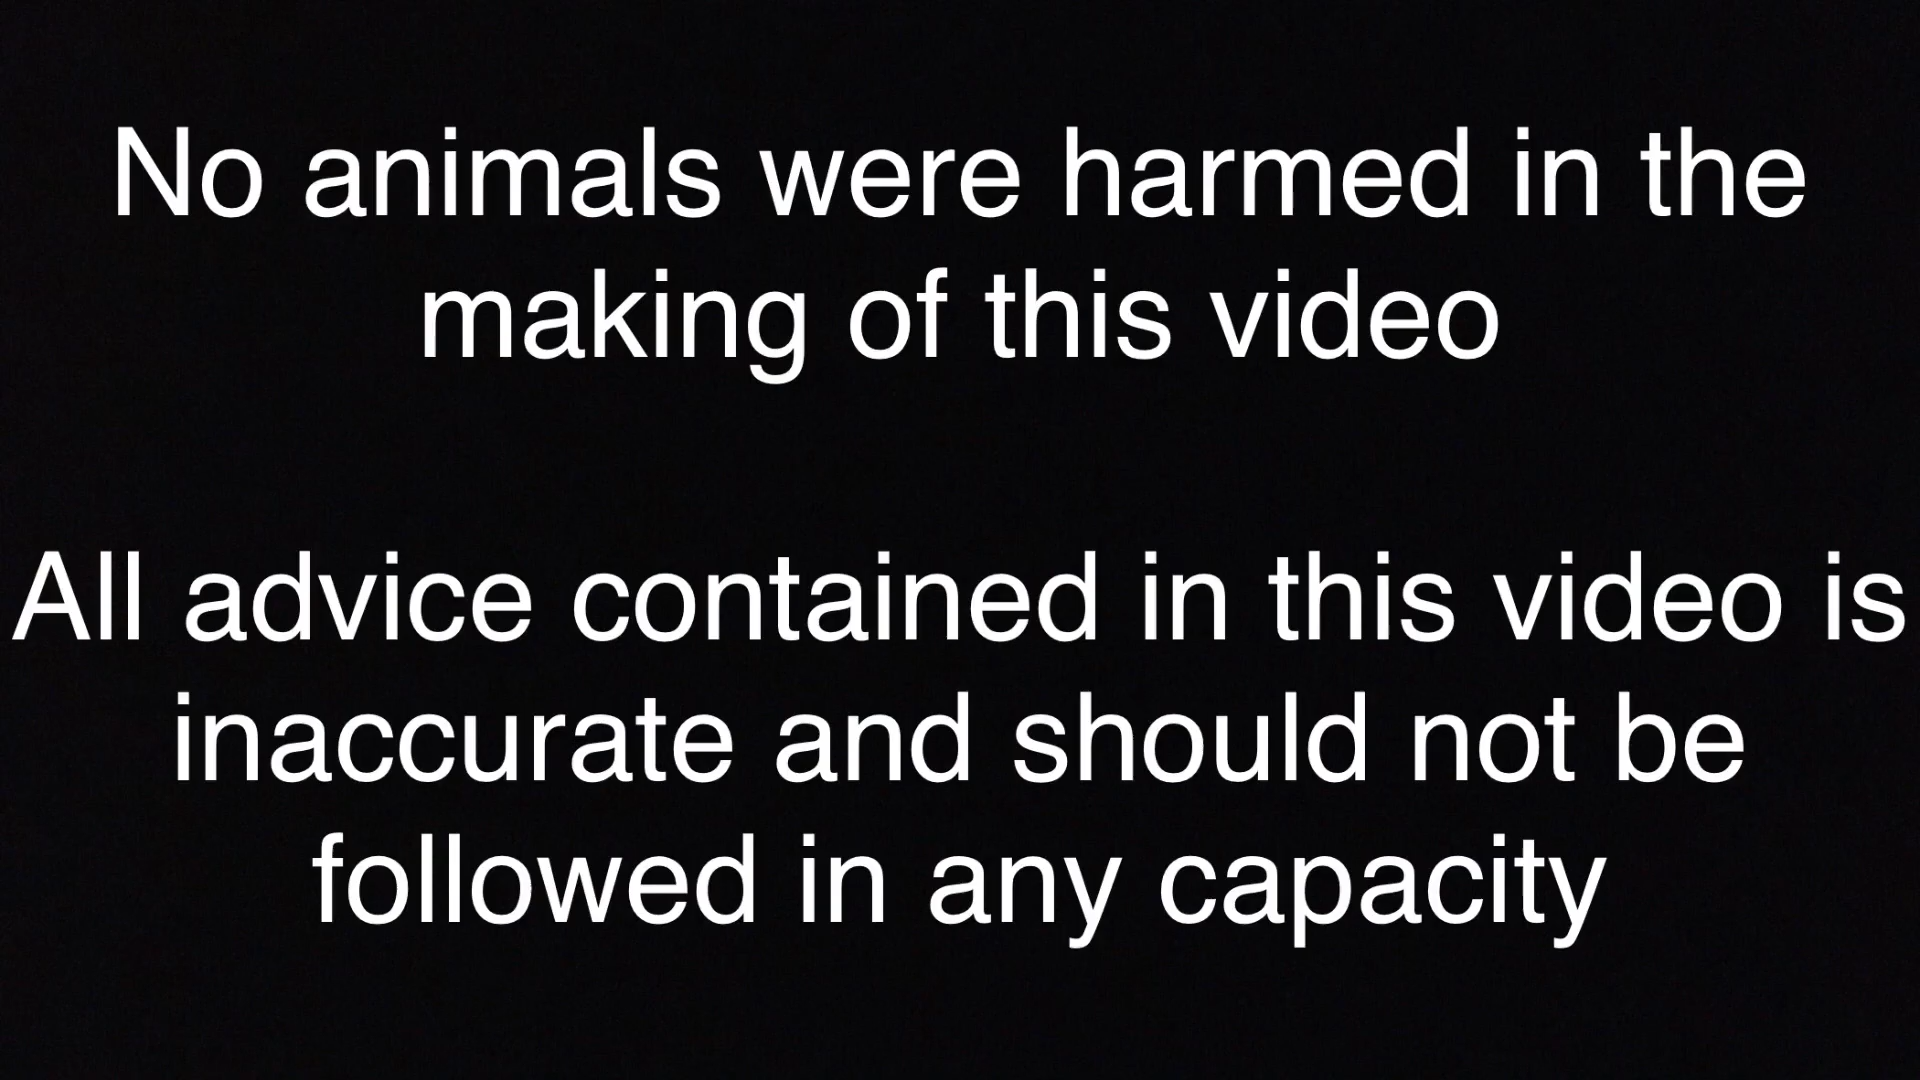 No animals were harmed in the
making of this video
All advice contained in this video is
inaccurate and should not be
followed in any capacity